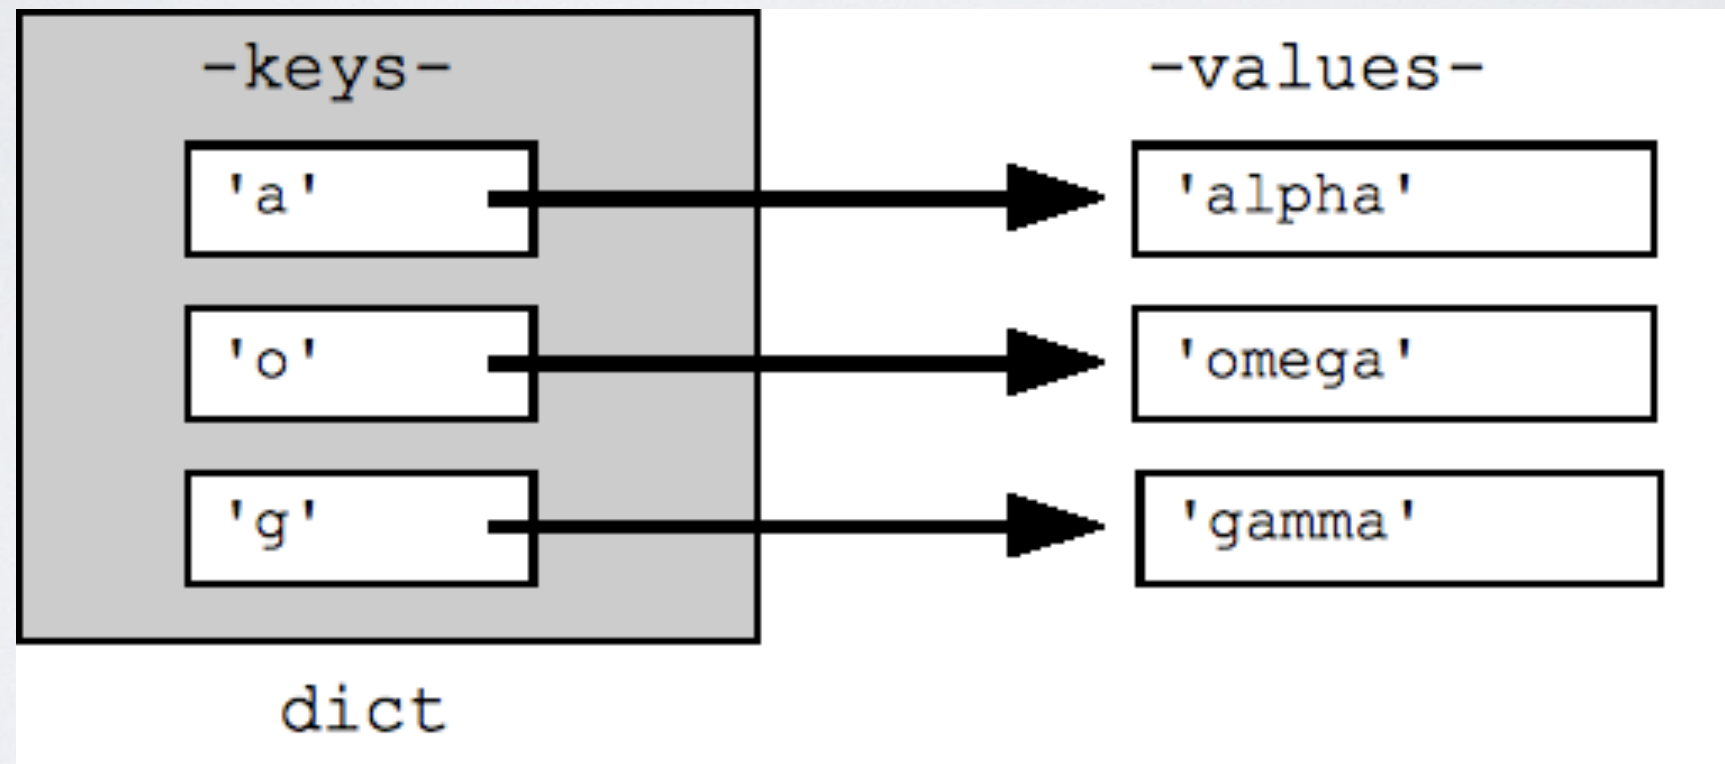 -keys- -values-
'a' 'alpha'
'o' 'omega'
'g' 'gamma'
dict